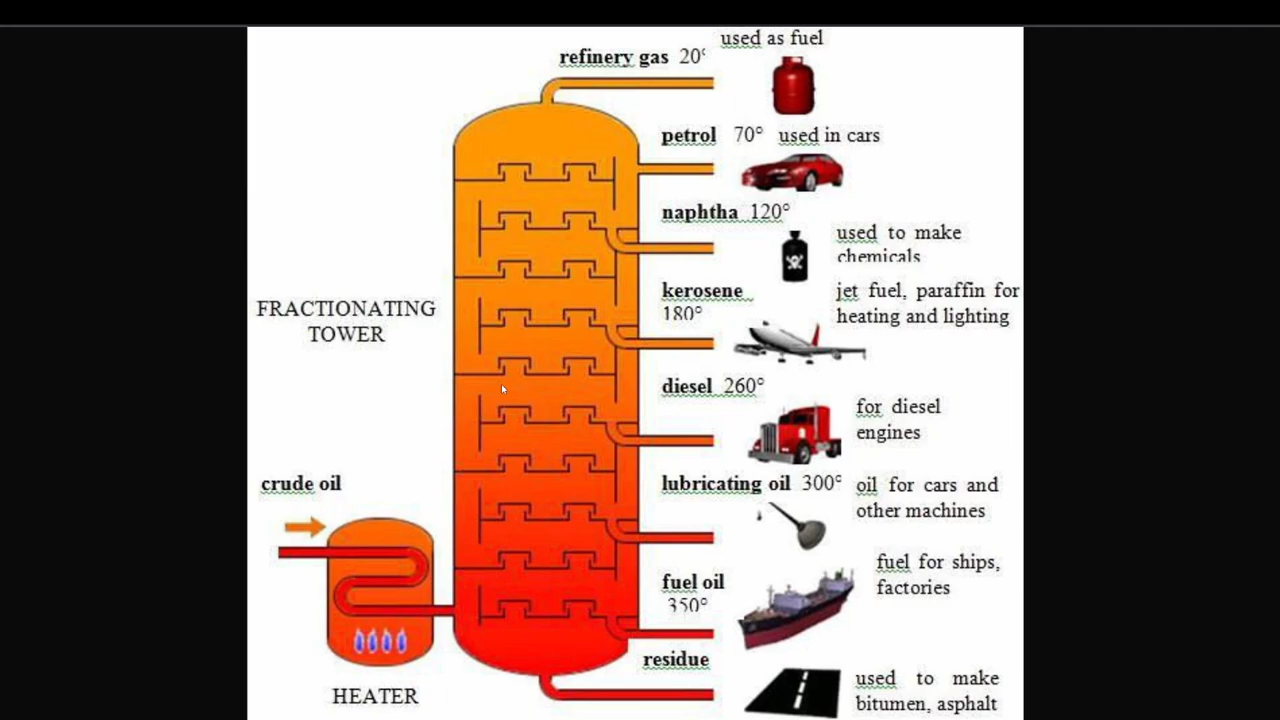 used as fuel
refinery gas 20°
petrol 70° used in cars
naphtha 120°
used to make
chemicals
kerosene
180°
jet fuel, paraffin for
heating and lighting
FRACTIONATING
TOWER
diesel 260°
for diesel
engines
crude oil
lubricating oil 300°
oil for cars and
other machines
fuel oil
350°
fuel for ships,
factories
residue
HEATER
used to make
bitumen, asphalt